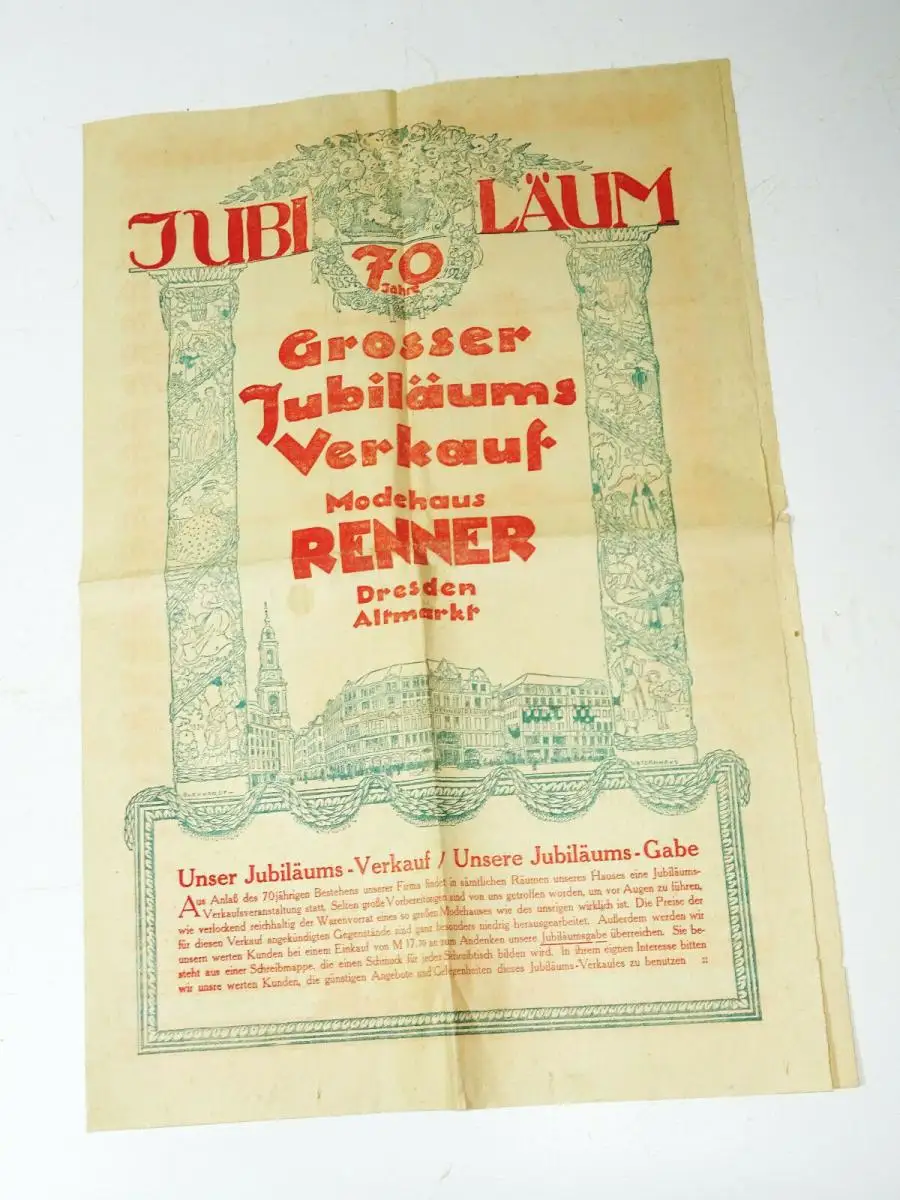 JUBILÄUM
70
Jahre
1854
Grosser
Jubiläums
Verkauf
Modehaus
RENNER
Dresden
Altmarkt
Unser Jubiläums-Verkauf / Unsere Jubiläums-Gabe
Aus Anlaß des 70jährigen Bestehens unserer Firma findet in sämtlichen Räumen unseres Hauses eine Jubiläums-
Verkaufsveranstaltung statt. Selten große Vorbereitungen sind von uns getroffen worden, um vor Augen zu führen,
wie verlockend reichhaltig der Warenvorrat eines so großen Modehauses wie des unsrigen wirklich ist. Die Preise der
für diesen Verkauf angekündigten Gegenstände sind ganz besonders niedrig herausgearbeitet. Außerdem werden wir
unsern werten Kunden bei einem Einkauf von M 17.70 an zum Andenken unsere Jubiläumsgabe überreichen. Sie be-
steht aus einer Schreibmappe, die einen Schmuck für jeden Schreibtisch bilden wird. In ihrem eignen Interesse bitten
wir unsre werten Kunden, die günstigen Angebote und Gelegenheiten dieses Jubiläums-Verkaufes zu benutzen ::